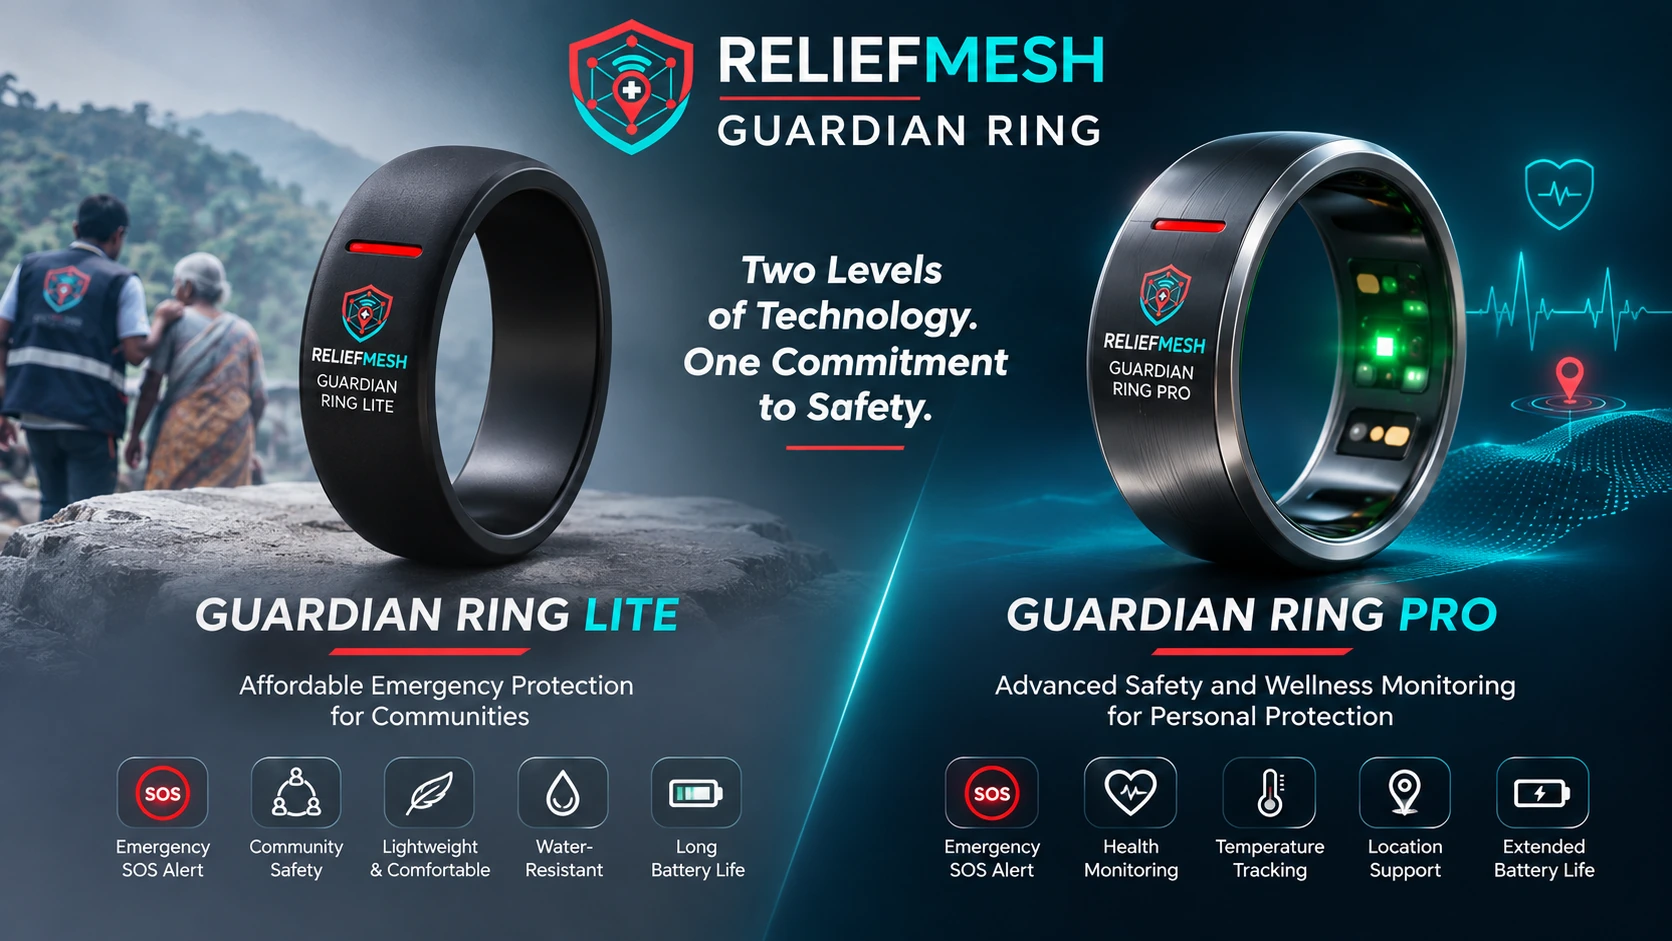 RELIEFMESH
GUARDIAN RING
RELIEFMESH
GUARDIAN
RING LITE
Two Levels
of Technology.
One Commitment
to Safety.
RELIEFMESH
GUARDIAN
RING PRO
GUARDIAN RING LITE
Affordable Emergency Protection
for Communities
SOS
Emergency
SOS Alert
Community
Safety
Lightweight
& Comfortable
Water-
Resistant
Long
Battery Life
GUARDIAN RING PRO
Advanced Safety and Wellness Monitoring
for Personal Protection
SOS
Emergency
SOS Alert
Health
Monitoring
Temperature
Tracking
Location
Support
Extended
Battery Life